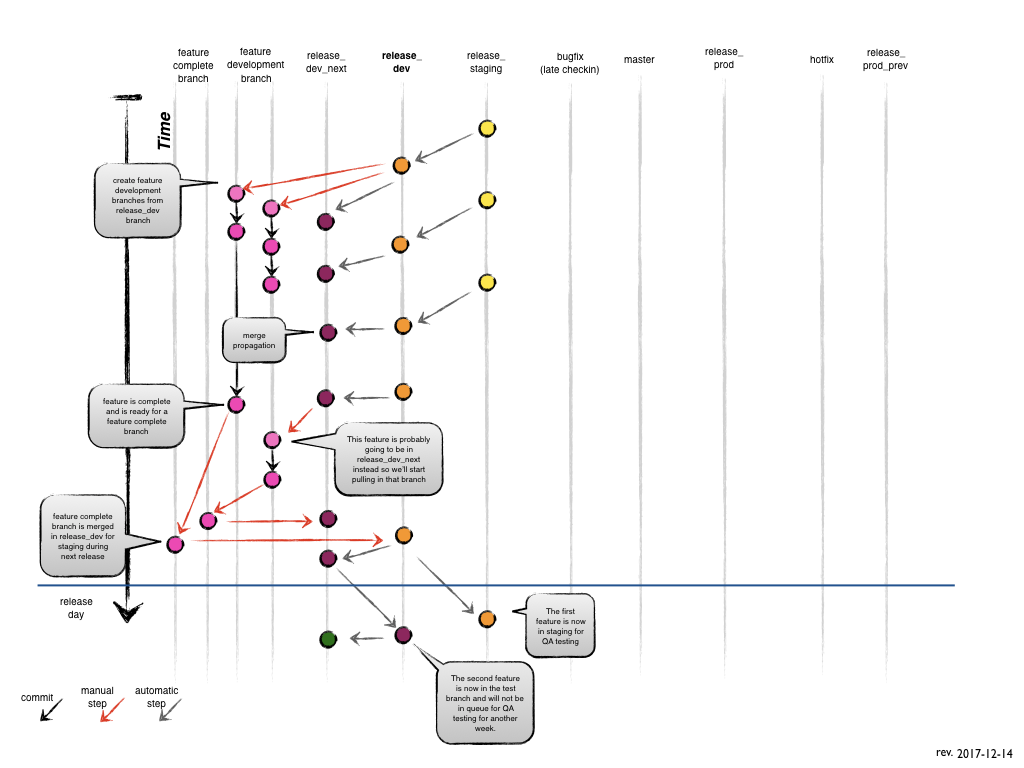 feature
complete
branch
feature
development
branch
release_
dev_next
release_
dev
release_
staging
bugfix
(late checkin)
master
release_
prod
hotfix
release_
prod_prev
Time
create feature
development
branches from
release_dev
branch
merge
propagation
feature is complete
and is ready for a
feature complete
branch
This feature is probably
going to be in
release_dev_next
instead so we'll start
pulling in that branch
feature complete
branch is merged
in release_dev for
staging during
next release
release
day
The first
feature is now
in staging for
QA testing
The second feature
is now in the test
branch and will not be
in queue for QA
testing for another
week.
commit
manual
step
automatic
step
rev. 2017-12-14